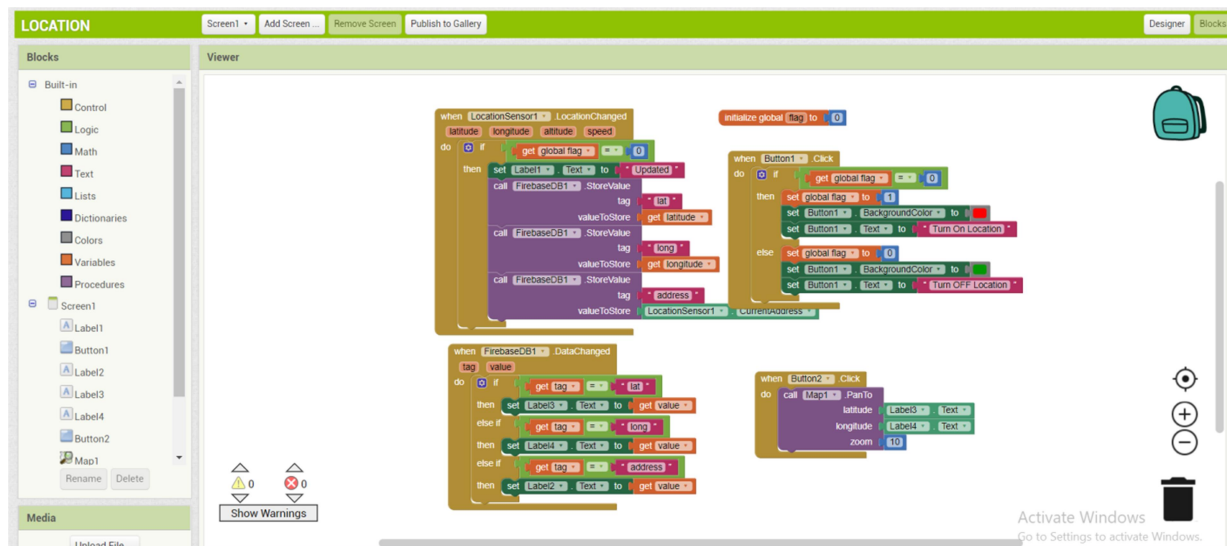 LOCATION
Screen1 Add Screen ... Remove Screen Publish to Gallery
Designer Blocks
Blocks
Viewer
Built-in
Control
Logic
Math
Text
Lists
Dictionaries
Colors
Variables
Procedures
Screen1
Label1
Button1
Label2
Label3
Label4
Button2
Map1
Rename Delete
Media
Upload File
when LocationSensor1 .LocationChanged
latitude longitude altitude speed
do if get global flag = 0
then set Label1 . Text to " Updated "
call FirebaseDB1 .StoreValue
tag " lat "
valueToStore get latitude
call FirebaseDB1 .StoreValue
tag " long "
valueToStore get longitude
call FirebaseDB1 .StoreValue
tag " address "
valueToStore LocationSensor1 . CurrentAddress
initialize global flag to 0
when Button1 .Click
do if get global flag = 0
then set global flag to 1
set Button1 . BackgroundColor to
set Button1 . Text to " Turn On Location "
else set global flag to 0
set Button1 . BackgroundColor to
set Button1 . Text to " Turn OFF Location "
when FirebaseDB1 .DataChanged
tag value
do if get tag = " lat "
then set Label3 . Text to get value
else if get tag = " long "
then set Label4 . Text to get value
else if get tag = " address "
then set Label2 . Text to get value
when Button2 .Click
do call Map1 .PanTo
latitude Label3 . Text
longitude Label4 . Text
zoom 10
0 0
Show Warnings
Activate Windows
Go to Settings to activate Windows.